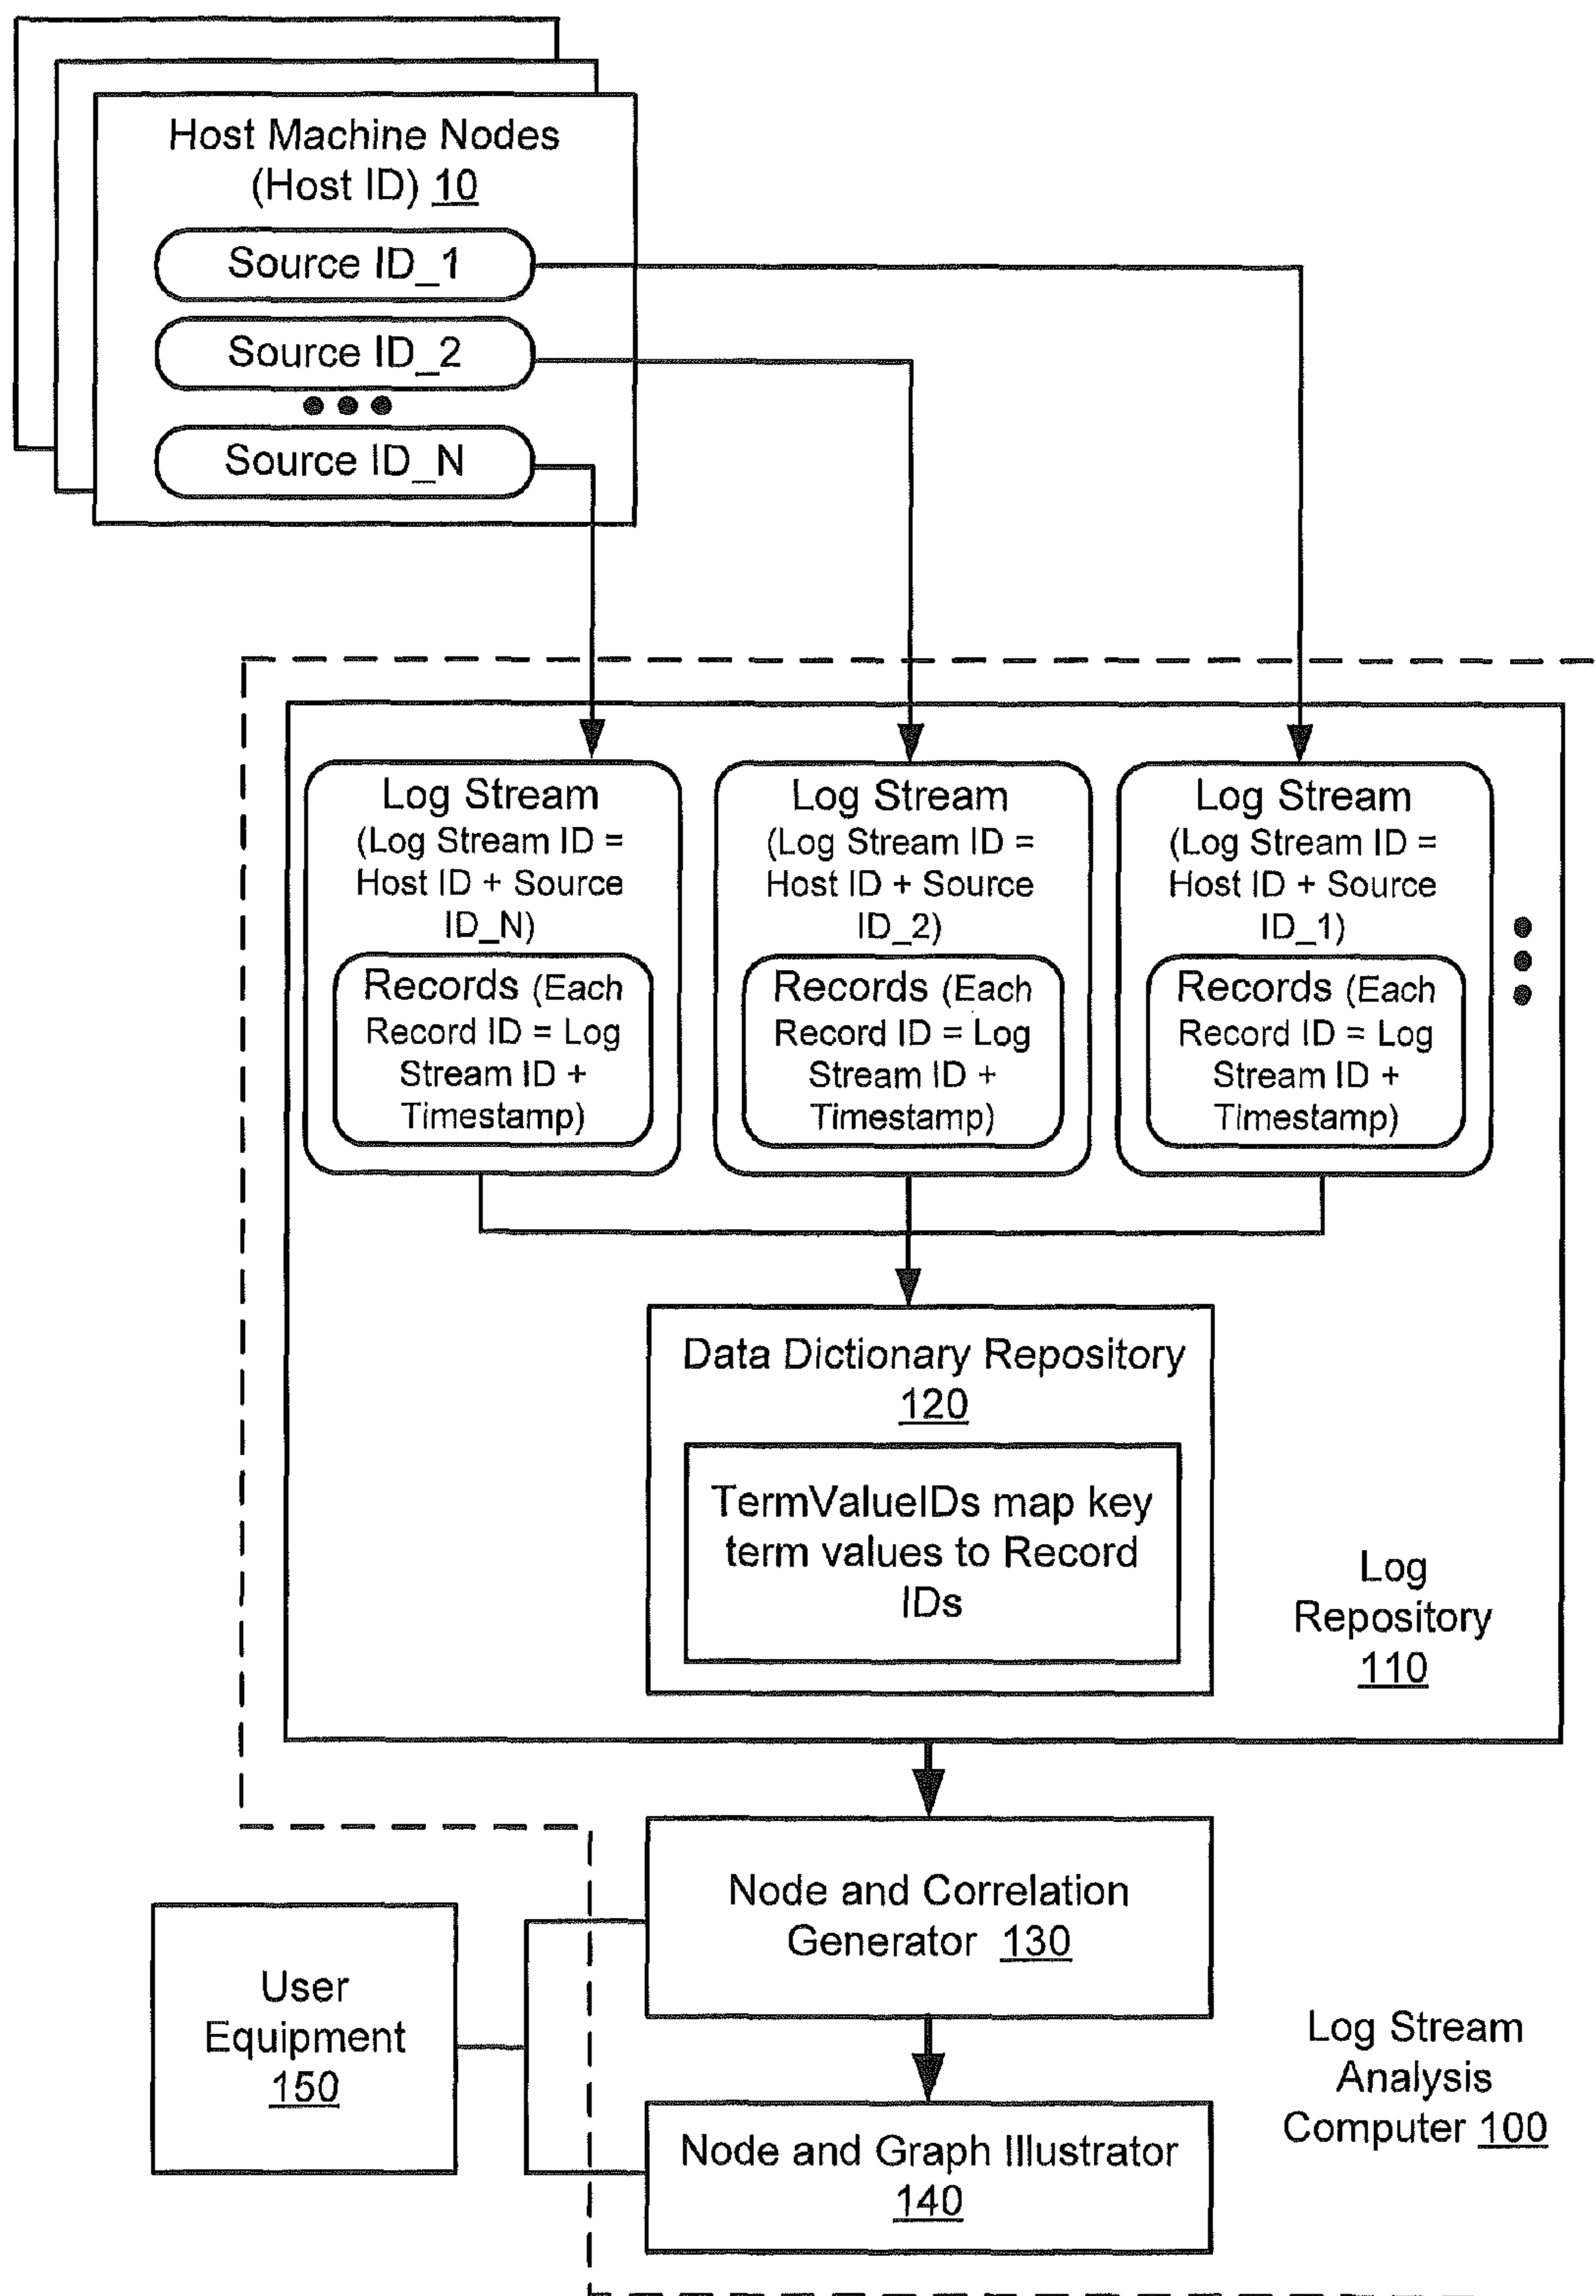 Host Machine Nodes
(Host ID) 10
Source ID_1
Source ID_2
Source ID_N
Log Stream
(Log Stream ID =
Host ID + Source
ID_N)
Records (Each
Record ID = Log
Stream ID +
Timestamp)
Log Stream
(Log Stream ID =
Host ID + Source
ID_2)
Records (Each
Record ID = Log
Stream ID +
Timestamp)
Log Stream
(Log Stream ID =
Host ID + Source
ID_1)
Records (Each
Record ID = Log
Stream ID +
Timestamp)
Data Dictionary Repository
120
TermValueIDs map key
term values to Record
IDs
Log
Repository
110
Node and Correlation
Generator 130
User
Equipment
150
Log Stream
Analysis
Computer 100
Node and Graph Illustrator
140